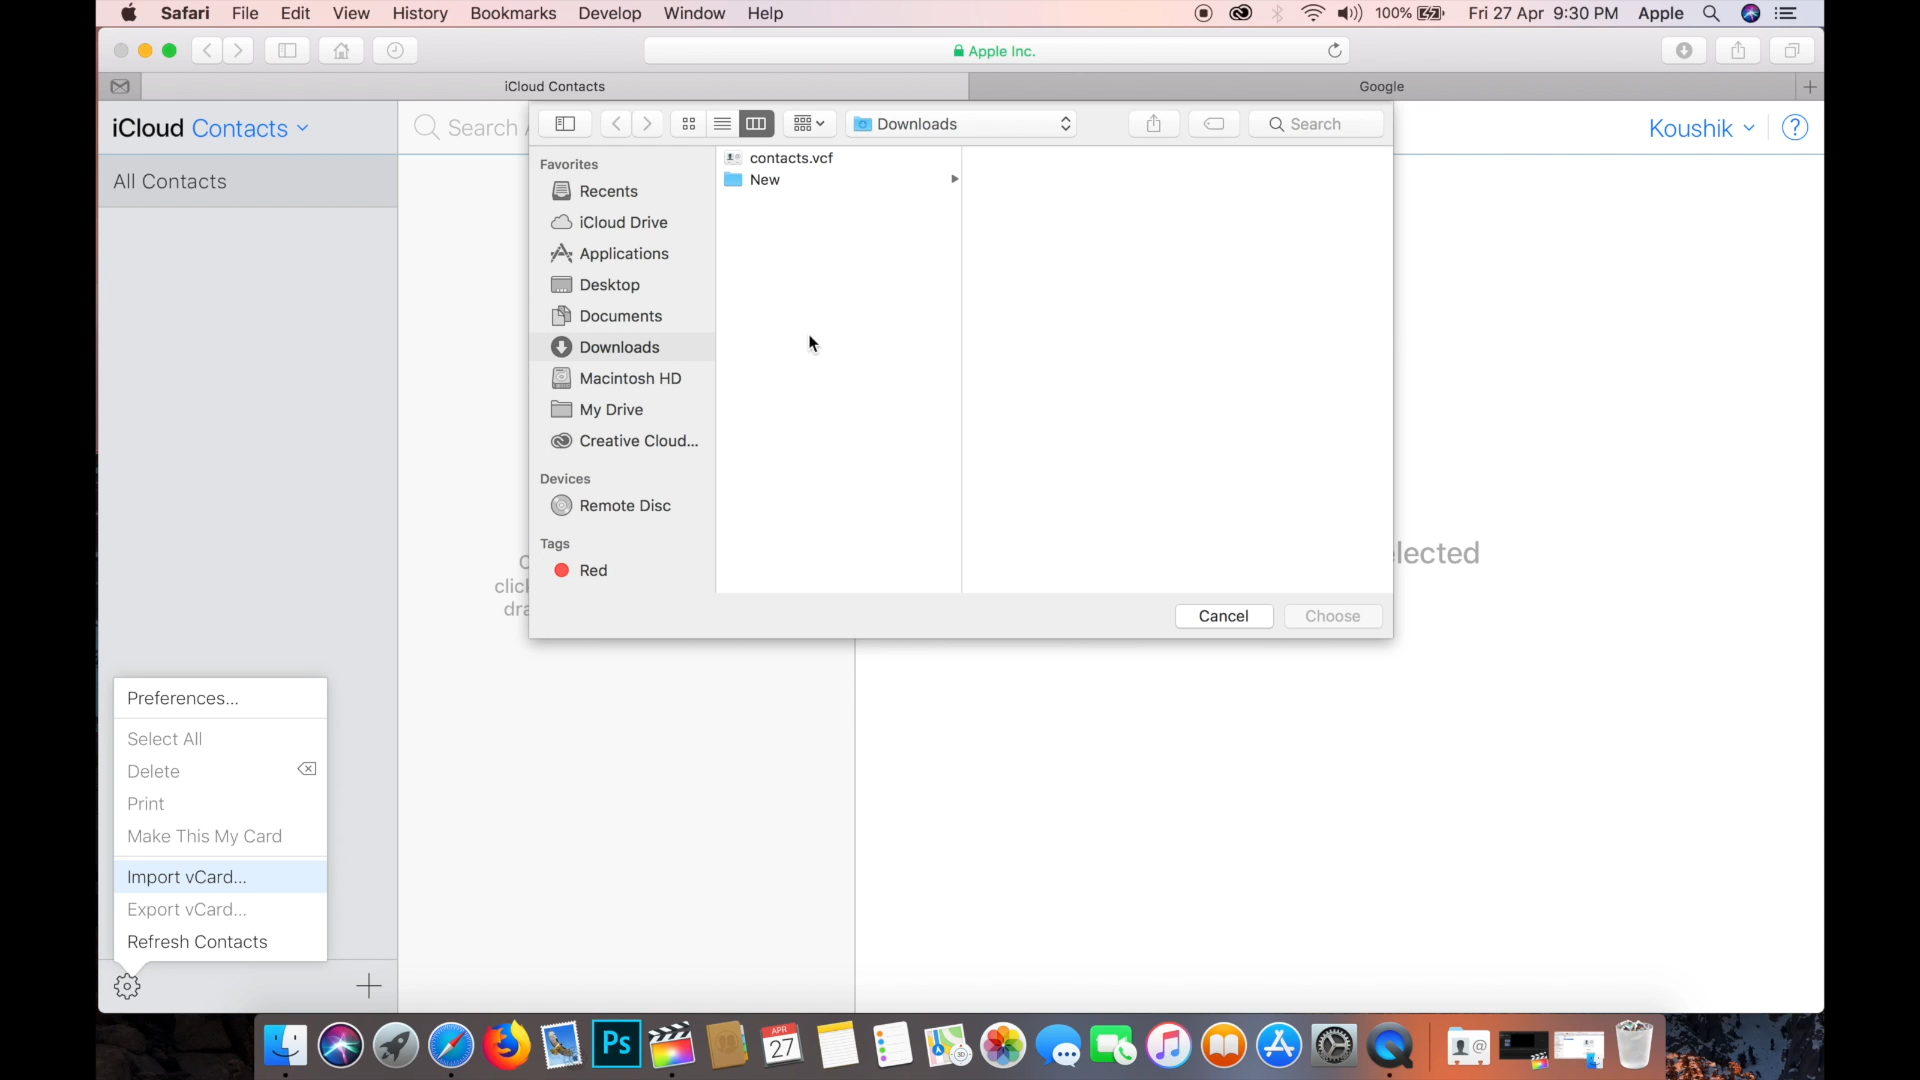 Safari File Edit View History Bookmarks Develop Window Help 100% Fri 27 Apr 9:30 PM Apple
Apple Inc.
iCloud Contacts Google
iCloud Contacts
Search
Koushik ?
All Contacts
Downloads
Search
Favorites
Recents
iCloud Drive
Applications
Desktop
Documents
Downloads
Macintosh HD
My Drive
Creative Cloud...
Devices
Remote Disc
Tags
Red
contacts.vcf
New
Cancel Choose
lected
clic
dra
Preferences...
Select All
Delete
Print
Make This My Card
Import vCard...
Export vCard...
Refresh Contacts
Ps
APR
27